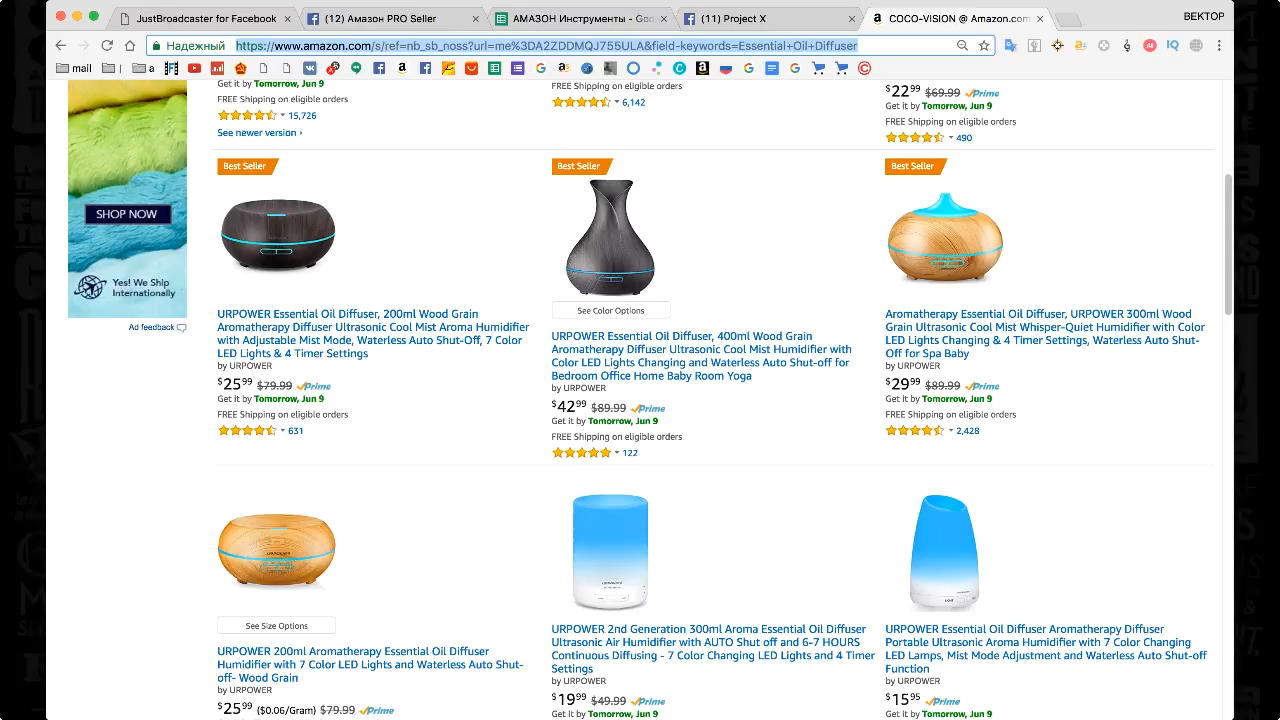 JustBroadcaster for Facebook
(12) Амазон PRO Seller
АМАЗОН Инструменты - Goo
(11) Project X
COCO-VISION @ Amazon.com
ВЕКТОР
Надежный
https://www.amazon.com/s/ref=nb_sb_noss?url=me%3DA2ZDDMQJ755ULA&field-keywords=Essential+Oil+Diffuser
mail
a
Get it by Tomorrow, Jun 9
FREE Shipping on eligible orders
15,726
See newer version ›
FREE Shipping on eligible orders
6,142
$22.99 $69.99 Prime
Get it by Tomorrow, Jun 9
FREE Shipping on eligible orders
490
SHOP NOW
Yes! We Ship
Internationally
Ad feedback
Best Seller
URPOWER Essential Oil Diffuser, 200ml Wood Grain
Aromatherapy Diffuser Ultrasonic Cool Mist Aroma Humidifier
with Adjustable Mist Mode, Waterless Auto Shut-Off, 7 Color
LED Lights & 4 Timer Settings
by URPOWER
$25.99 $79.99 Prime
Get it by Tomorrow, Jun 9
FREE Shipping on eligible orders
631
Best Seller
See Color Options
URPOWER Essential Oil Diffuser, 400ml Wood Grain
Aromatherapy Diffuser Ultrasonic Cool Mist Humidifier with
Color LED Lights Changing and Waterless Auto Shut-off for
Bedroom Office Home Baby Room Yoga
by URPOWER
$42.99 $89.99 Prime
Get it by Tomorrow, Jun 9
FREE Shipping on eligible orders
122
Best Seller
Aromatherapy Essential Oil Diffuser, URPOWER 300ml Wood
Grain Ultrasonic Cool Mist Whisper-Quiet Humidifier with Color
LED Lights Changing & 4 Timer Settings, Waterless Auto Shut-
Off for Spa Baby
by URPOWER
$29.99 $89.99 Prime
Get it by Tomorrow, Jun 9
FREE Shipping on eligible orders
2,428
See Size Options
URPOWER 200ml Aromatherapy Essential Oil Diffuser
Humidifier with 7 Color LED Lights and Waterless Auto Shut-
off- Wood Grain
by URPOWER
$25.99 ($0.06/Gram) $79.99 Prime
URPOWER 2nd Generation 300ml Aroma Essential Oil Diffuser
Ultrasonic Air Humidifier with AUTO Shut off and 6-7 HOURS
Continuous Diffusing - 7 Color Changing LED Lights and 4 Timer
Settings
by URPOWER
$19.99 $49.99 Prime
Get it by Tomorrow, Jun 9
URPOWER Essential Oil Diffuser Aromatherapy Diffuser
Portable Ultrasonic Aroma Humidifier with 7 Color Changing
LED Lamps, Mist Mode Adjustment and Waterless Auto Shut-off
Function
by URPOWER
$15.95 Prime
Get it by Tomorrow, Jun 9